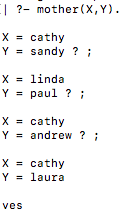 | ?- mother(X,Y).
X = cathy
Y = sandy ? ;
X = linda
Y = paul ? ;
X = cathy
Y = andrew ? ;
X = cathy
Y = laura
yes